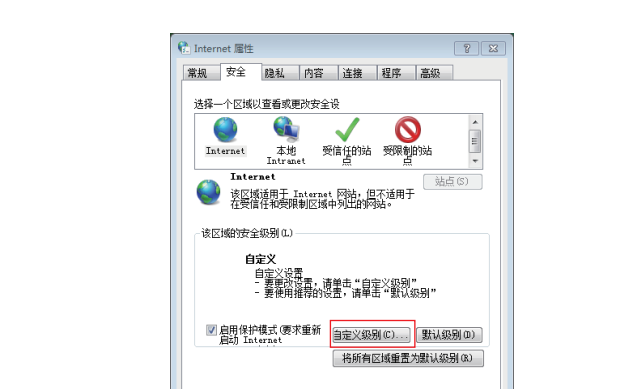 Internet 属性
常规 安全 隐私 内容 连接 程序 高级
选择一个区域以查看或更改安全设
Internet
本地
Intranet
受信任的站
点
受限制的站
点
Internet
站点(S)
该区域适用于 Internet 网站，但不适用于
在受信任和受限制区域中列出的网站。
该区域的安全级别(L)
自定义
自定义设置
- 要更改设置，请单击“自定义级别”
- 要使用推荐的设置，请单击“默认级别”
启用保护模式(要求重新
启动 Internet
自定义级别(C)... 默认级别(D)
将所有区域重置为默认级别(R)